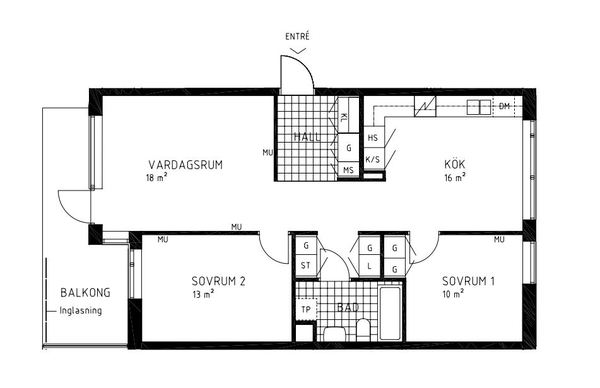 ENTRÉ
DM
KL
HALL
HS
VARDAGSRUM
18 m²
MU
G
K/S
KÖK
16 m²
MS
MU
MU
MU
MU
G
G
G
ST
L
G
SOVRUM 2
13 m²
SOVRUM 1
10 m²
BALKONG
Inglasning
TP
BAD